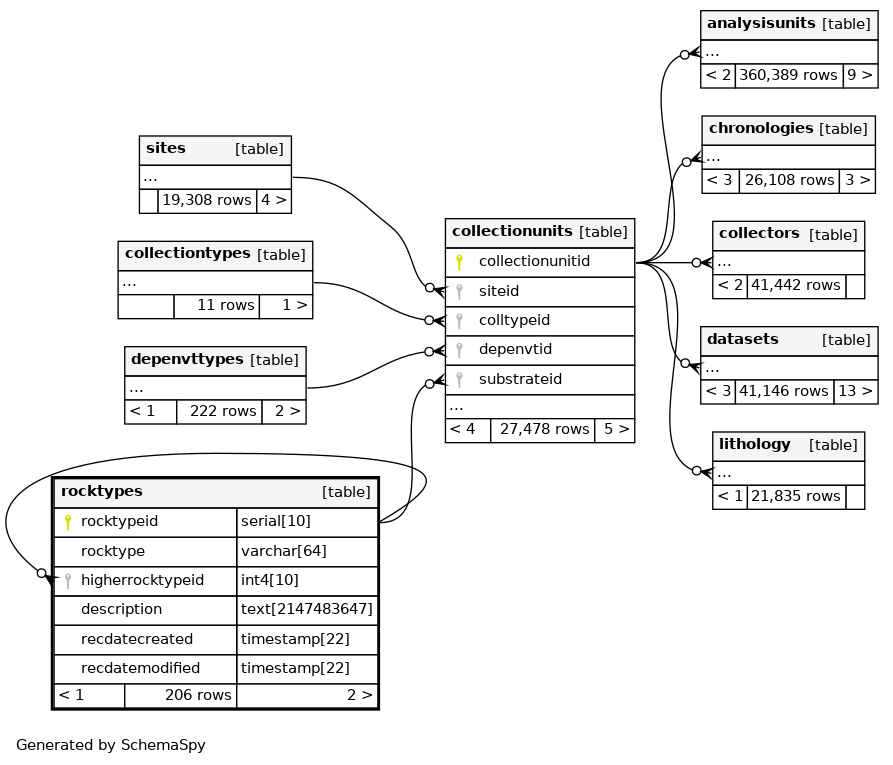 analysisunits [table]
...
< 2 360,389 rows 9 >
chronologies [table]
...
< 3 26,108 rows 3 >
sites [table]
...
19,308 rows 4 >
collectionunits [table]
collectionunitid
siteid
colltypeid
depenvtid
substrateid
...
< 4 27,478 rows 5 >
collectors [table]
...
< 2 41,442 rows
collectiontypes [table]
...
11 rows 1 >
datasets [table]
...
< 3 41,146 rows 13 >
depenvttypes [table]
...
< 1 222 rows 2 >
lithology [table]
...
< 1 21,835 rows
rocktypes [table]
rocktypeid serial[10]
rocktype varchar[64]
higherrocktypeid int4[10]
description text[2147483647]
recdatecreated timestamp[22]
recdatemodified timestamp[22]
< 1 206 rows 2 >
Generated by SchemaSpy